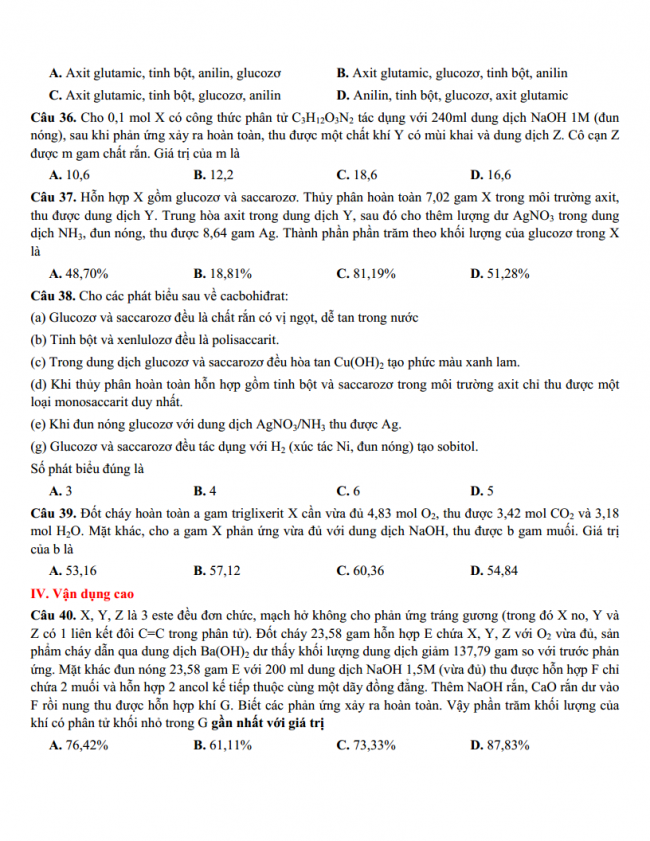 A. Axit glutamic, tinh bột, anilin, glucozơ B. Axit glutamic, glucozơ, tinh bột, anilin
C. Axit glutamic, tinh bột, glucozơ, anilin D. Anilin, tinh bột, glucozơ, axit glutamic
Câu 36. Cho 0,1 mol X có công thức phân tử C₃H₁₂O₃N₂ tác dụng với 240ml dung dịch NaOH 1M (đun
nóng), sau khi phản ứng xảy ra hoàn toàn, thu được một chất khí Y có mùi khai và dung dịch Z. Cô cạn Z
được m gam chất rắn. Giá trị của m là
A. 10,6 B. 12,2 C. 18,6 D. 16,6
Câu 37. Hỗn hợp X gồm glucozơ và saccarozơ. Thủy phân hoàn toàn 7,02 gam X trong môi trường axit,
thu được dung dịch Y. Trung hòa axit trong dung dịch Y, sau đó cho thêm lượng dư AgNO₃ trong dung
dịch NH₃, đun nóng, thu được 8,64 gam Ag. Thành phần phần trăm theo khối lượng của glucozơ trong X
là
A. 48,70% B. 18,81% C. 81,19% D. 51,28%
Câu 38. Cho các phát biểu sau về cacbohiđrat:
(a) Glucozơ và saccarozơ đều là chất rắn có vị ngọt, dễ tan trong nước
(b) Tinh bột và xenlulozơ đều là polisaccarit.
(c) Trong dung dịch glucozơ và saccarozơ đều hòa tan Cu(OH)₂ tạo phức màu xanh lam.
(d) Khi thủy phân hoàn toàn hỗn hợp gồm tinh bột và saccarozơ trong môi trường axit chỉ thu được một
loại monosaccarit duy nhất.
(e) Khi đun nóng glucozơ với dung dịch AgNO₃/NH₃ thu được Ag.
(g) Glucozơ và saccarozơ đều tác dụng với H₂ (xúc tác Ni, đun nóng) tạo sobitol.
Số phát biểu đúng là
A. 3 B. 4 C. 6 D. 5
Câu 39. Đốt cháy hoàn toàn a gam triglixerit X cần vừa đủ 4,83 mol O₂, thu được 3,42 mol CO₂ và 3,18
mol H₂O. Mặt khác, cho a gam X phản ứng vừa đủ với dung dịch NaOH, thu được b gam muối. Giá trị
của b là
A. 53,16 B. 57,12 C. 60,36 D. 54,84
IV. Vận dụng cao
Câu 40. X, Y, Z là 3 este đều đơn chức, mạch hở không cho phản ứng tráng gương (trong đó X no, Y và
Z có 1 liên kết đôi C=C trong phân tử). Đốt cháy 23,58 gam hỗn hợp E chứa X, Y, Z với O₂ vừa đủ, sản
phẩm cháy dẫn qua dung dịch Ba(OH)₂ dư thấy khối lượng dung dịch giảm 137,79 gam so với trước phản
ứng. Mặt khác đun nóng 23,58 gam E với 200 ml dung dịch NaOH 1,5M (vừa đủ) thu được hỗn hợp F chỉ
chứa 2 muối và hỗn hợp 2 ancol kế tiếp thuộc cùng một dãy đồng đẳng. Thêm NaOH rắn, CaO rắn dư vào
F rồi nung thu được hỗn hợp khí G. Biết các phản ứng xảy ra hoàn toàn. Vậy phần trăm khối lượng của
khí có phân tử khối nhỏ trong G gần nhất với giá trị
A. 76,42% B. 61,11% C. 73,33% D. 87,83%